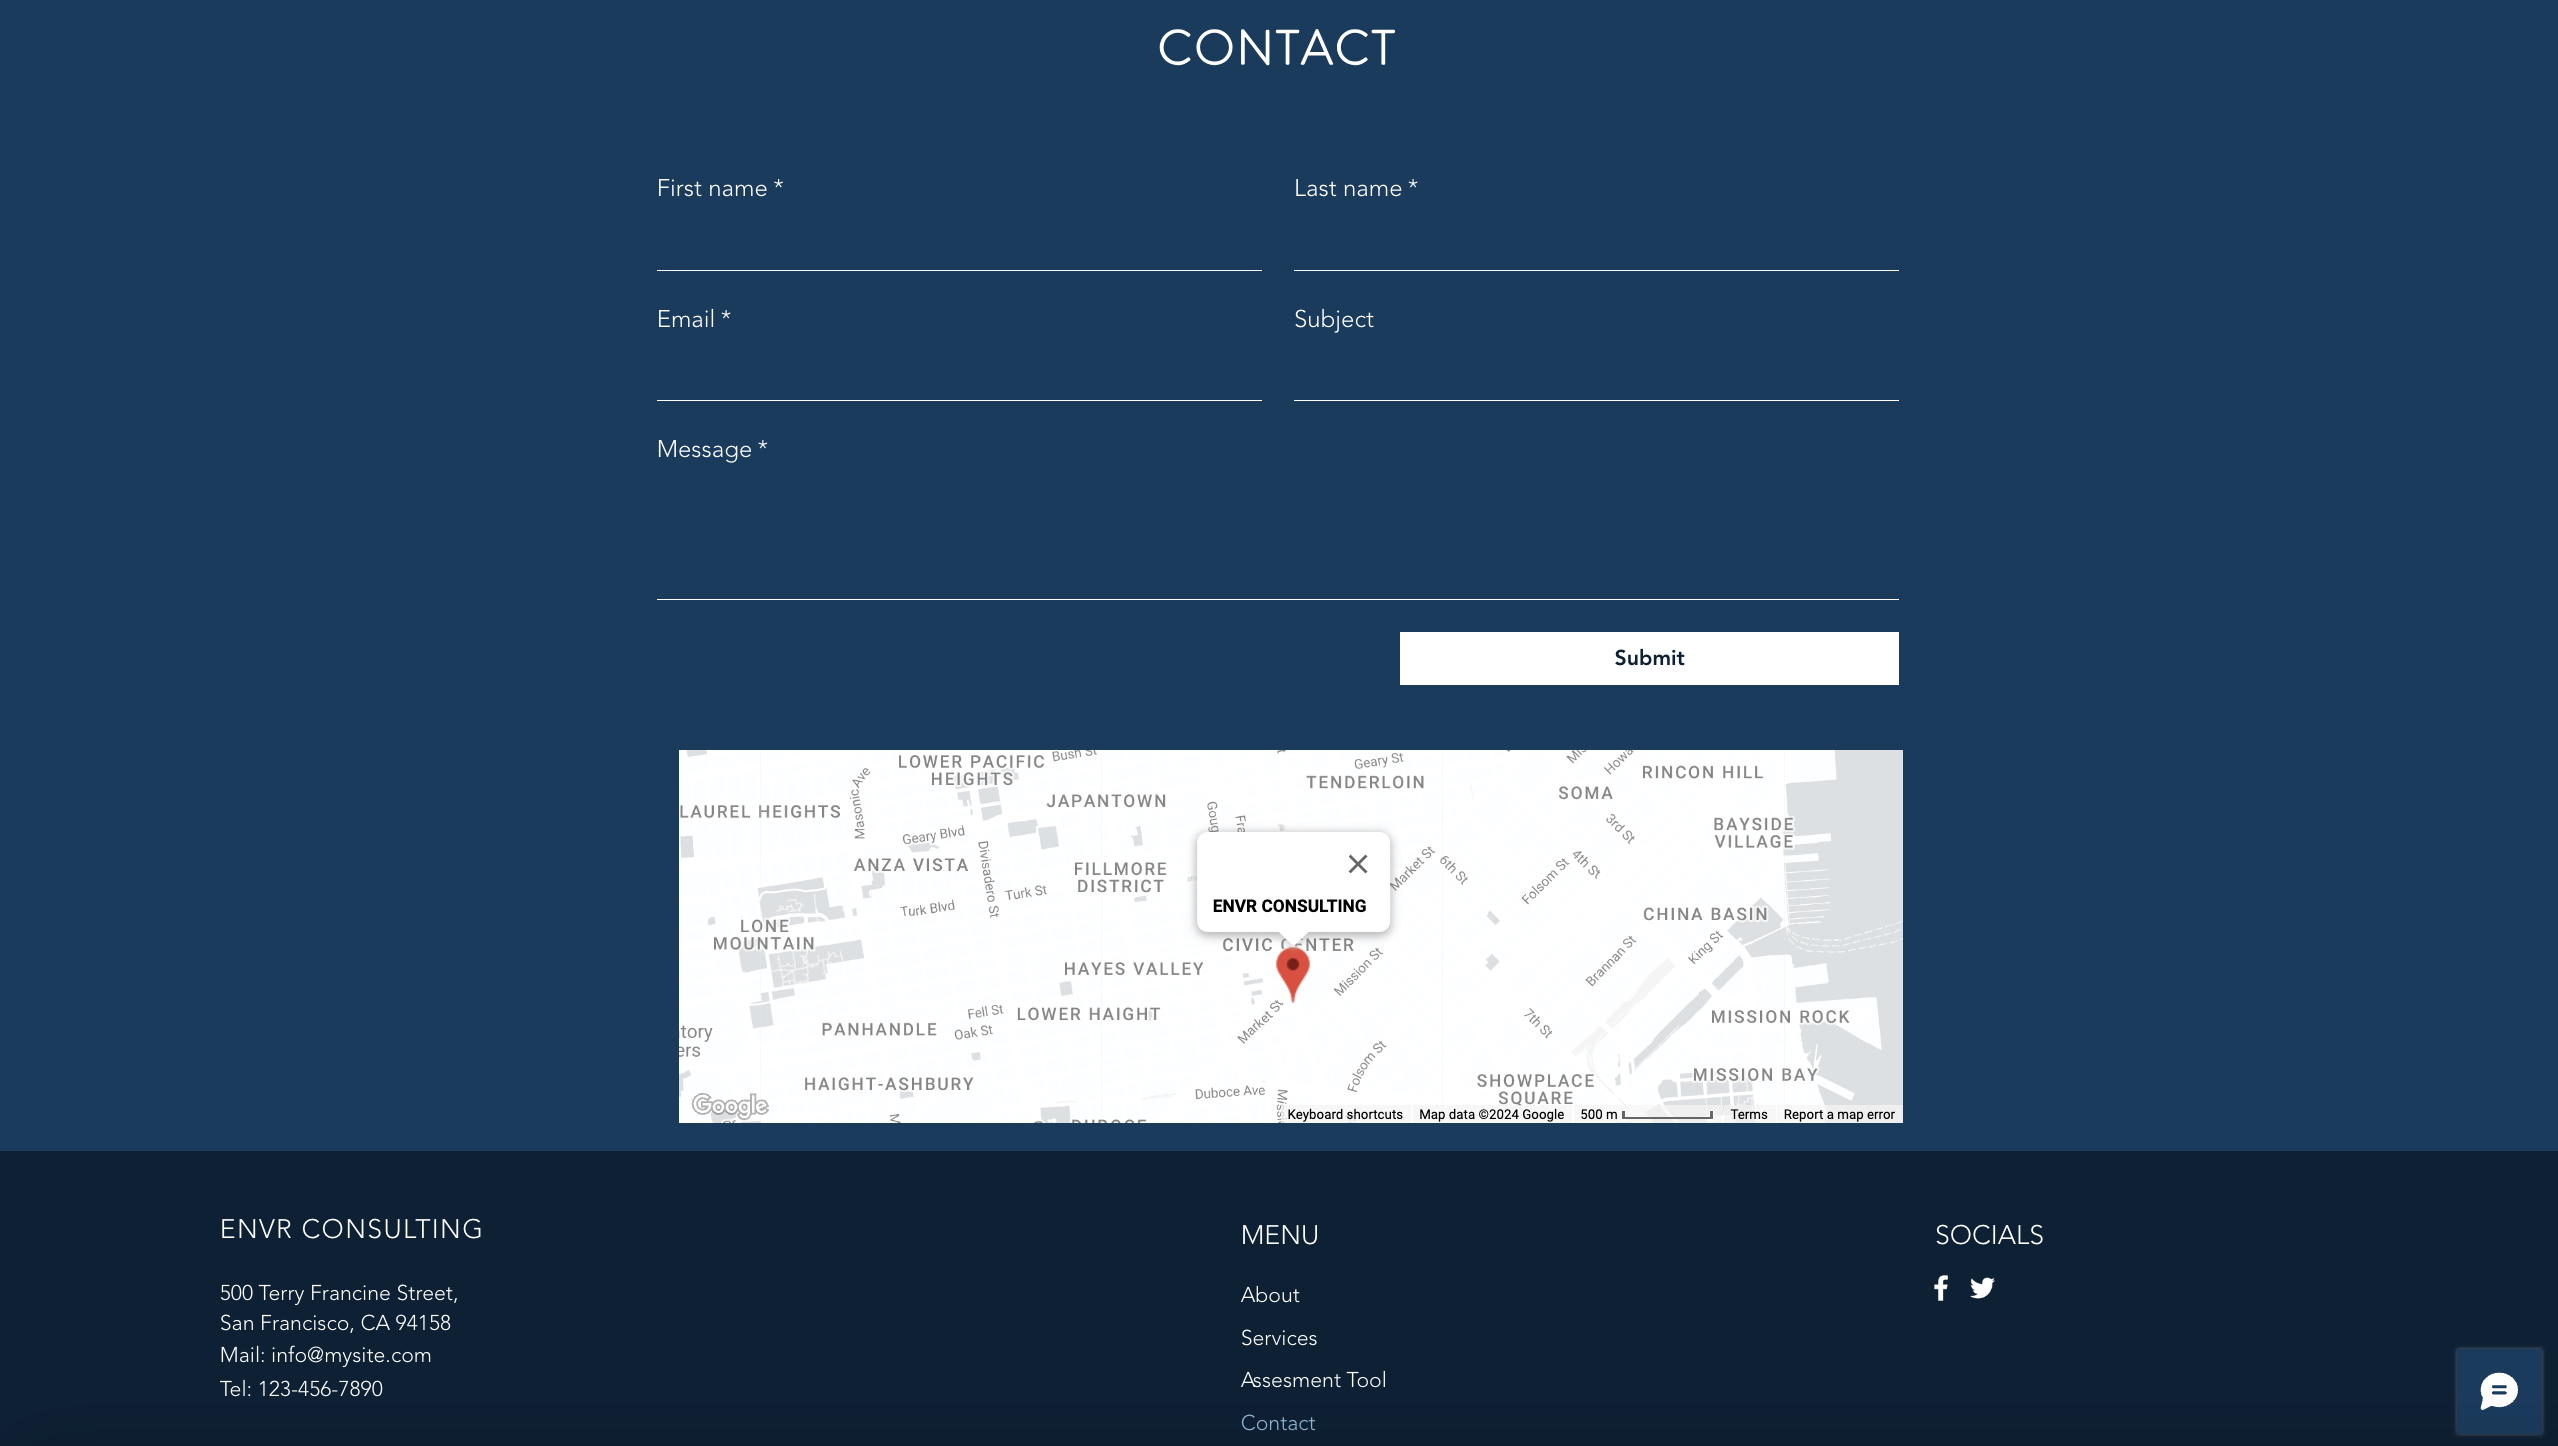 CONTACT
First name *
Last name *
Email *
Subject
Message *
Submit
LOWER PACIFIC
HEIGHTS
Bush St
Geary St
TENDERLOIN
RINCON HILL
SOMA
LAUREL HEIGHTS
Masonic Ave
JAPANTOWN
3rd St
BAYSIDE
VILLAGE
Geary Blvd
ANZA VISTA
Divisadero St
FILLMORE
DISTRICT
Market St
6th St
Folsom St
4th St
Turk St
Turk Blvd
ENVR CONSULTING
CHINA BASIN
LONE
MOUNTAIN
CIVIC CENTER
HAYES VALLEY
Mission St
Brannan St
King St
Fell St
LOWER HAIGHT
Market St
PANHANDLE
Oak St
7th St
MISSION ROCK
HAIGHT-ASHBURY
Duboce Ave
Folsom St
SHOWPLACE
SQUARE
MISSION BAY
Google
Keyboard shortcuts
Map data ©2024 Google
500 m
Terms
Report a map error
ENVR CONSULTING
500 Terry Francine Street,
San Francisco, CA 94158
Mail: info@mysite.com
Tel: 123-456-7890
MENU
About
Services
Assesment Tool
Contact
SOCIALS